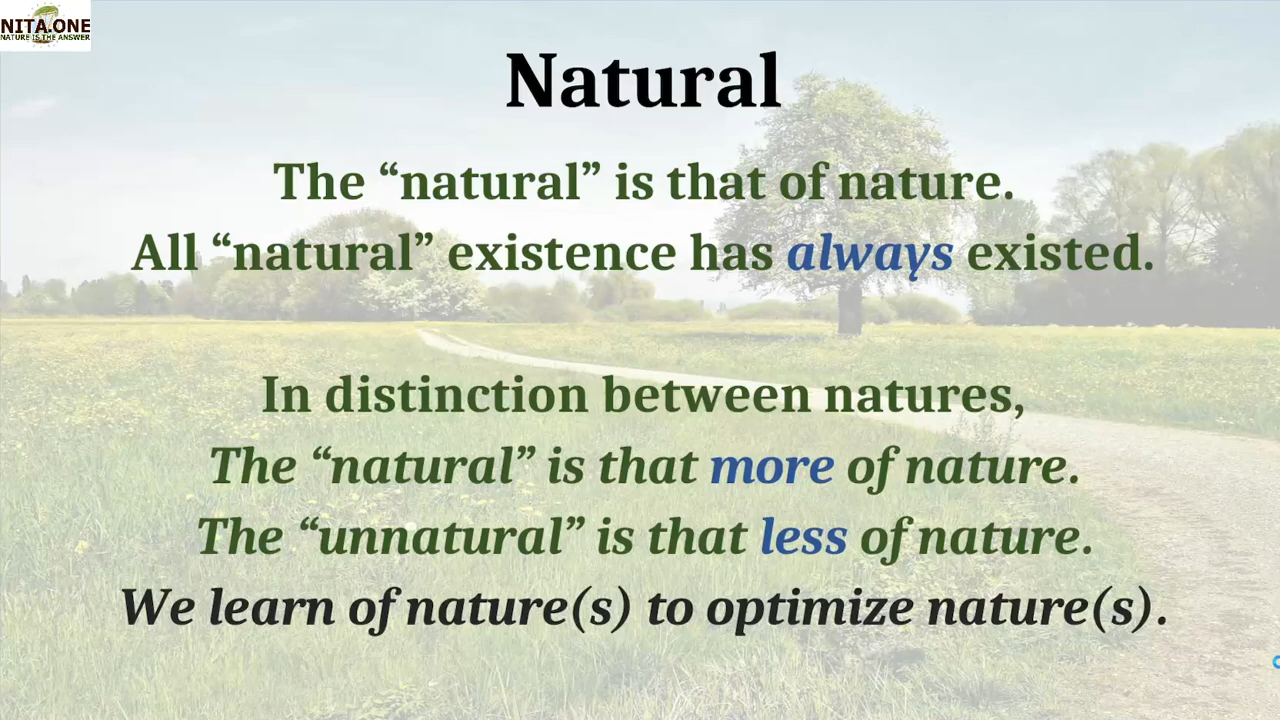 NITA.ONE
NATURE IS THE ANSWER
Natural
The “natural” is that of nature.
All “natural” existence has always existed.
In distinction between natures,
The “natural” is that more of nature.
The “unnatural” is that less of nature.
We learn of nature(s) to optimize nature(s).